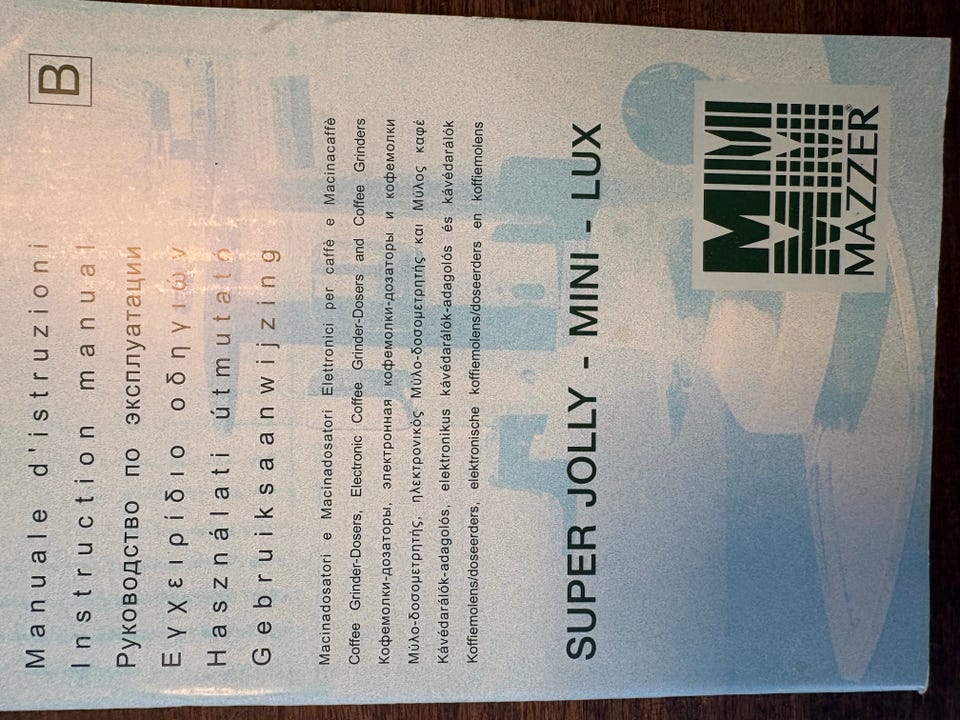 B
Manuale d'istruzioni
Instruction manual
Руководство по эксплуатации
Εγχειρίδιο οδηγιών
Használati útmutató
Gebruiksaanwijzing
Macinadosatori e Macinadosatori Elettronici per caffè e Macinacaffè
Coffee Grinder-Dosers, Electronic Coffee Grinder-Dosers and Coffee Grinders
Кофемолки-дозаторы, электронная кофемолки-дозаторы и кофемолки
Μύλο-δοσομετρητής, ηλεκτρονικός Μύλο-δοσομετρητής και Μύλος καφέ
Kávédarálók-adagolós, elektronikus kávédarálók-adagolós és kávédarálók
Koffiemolens/doseerders, elektronische koffiemolens/doseerders en koffiemolens
SUPER JOLLY - MINI - LUX
MAZZER®